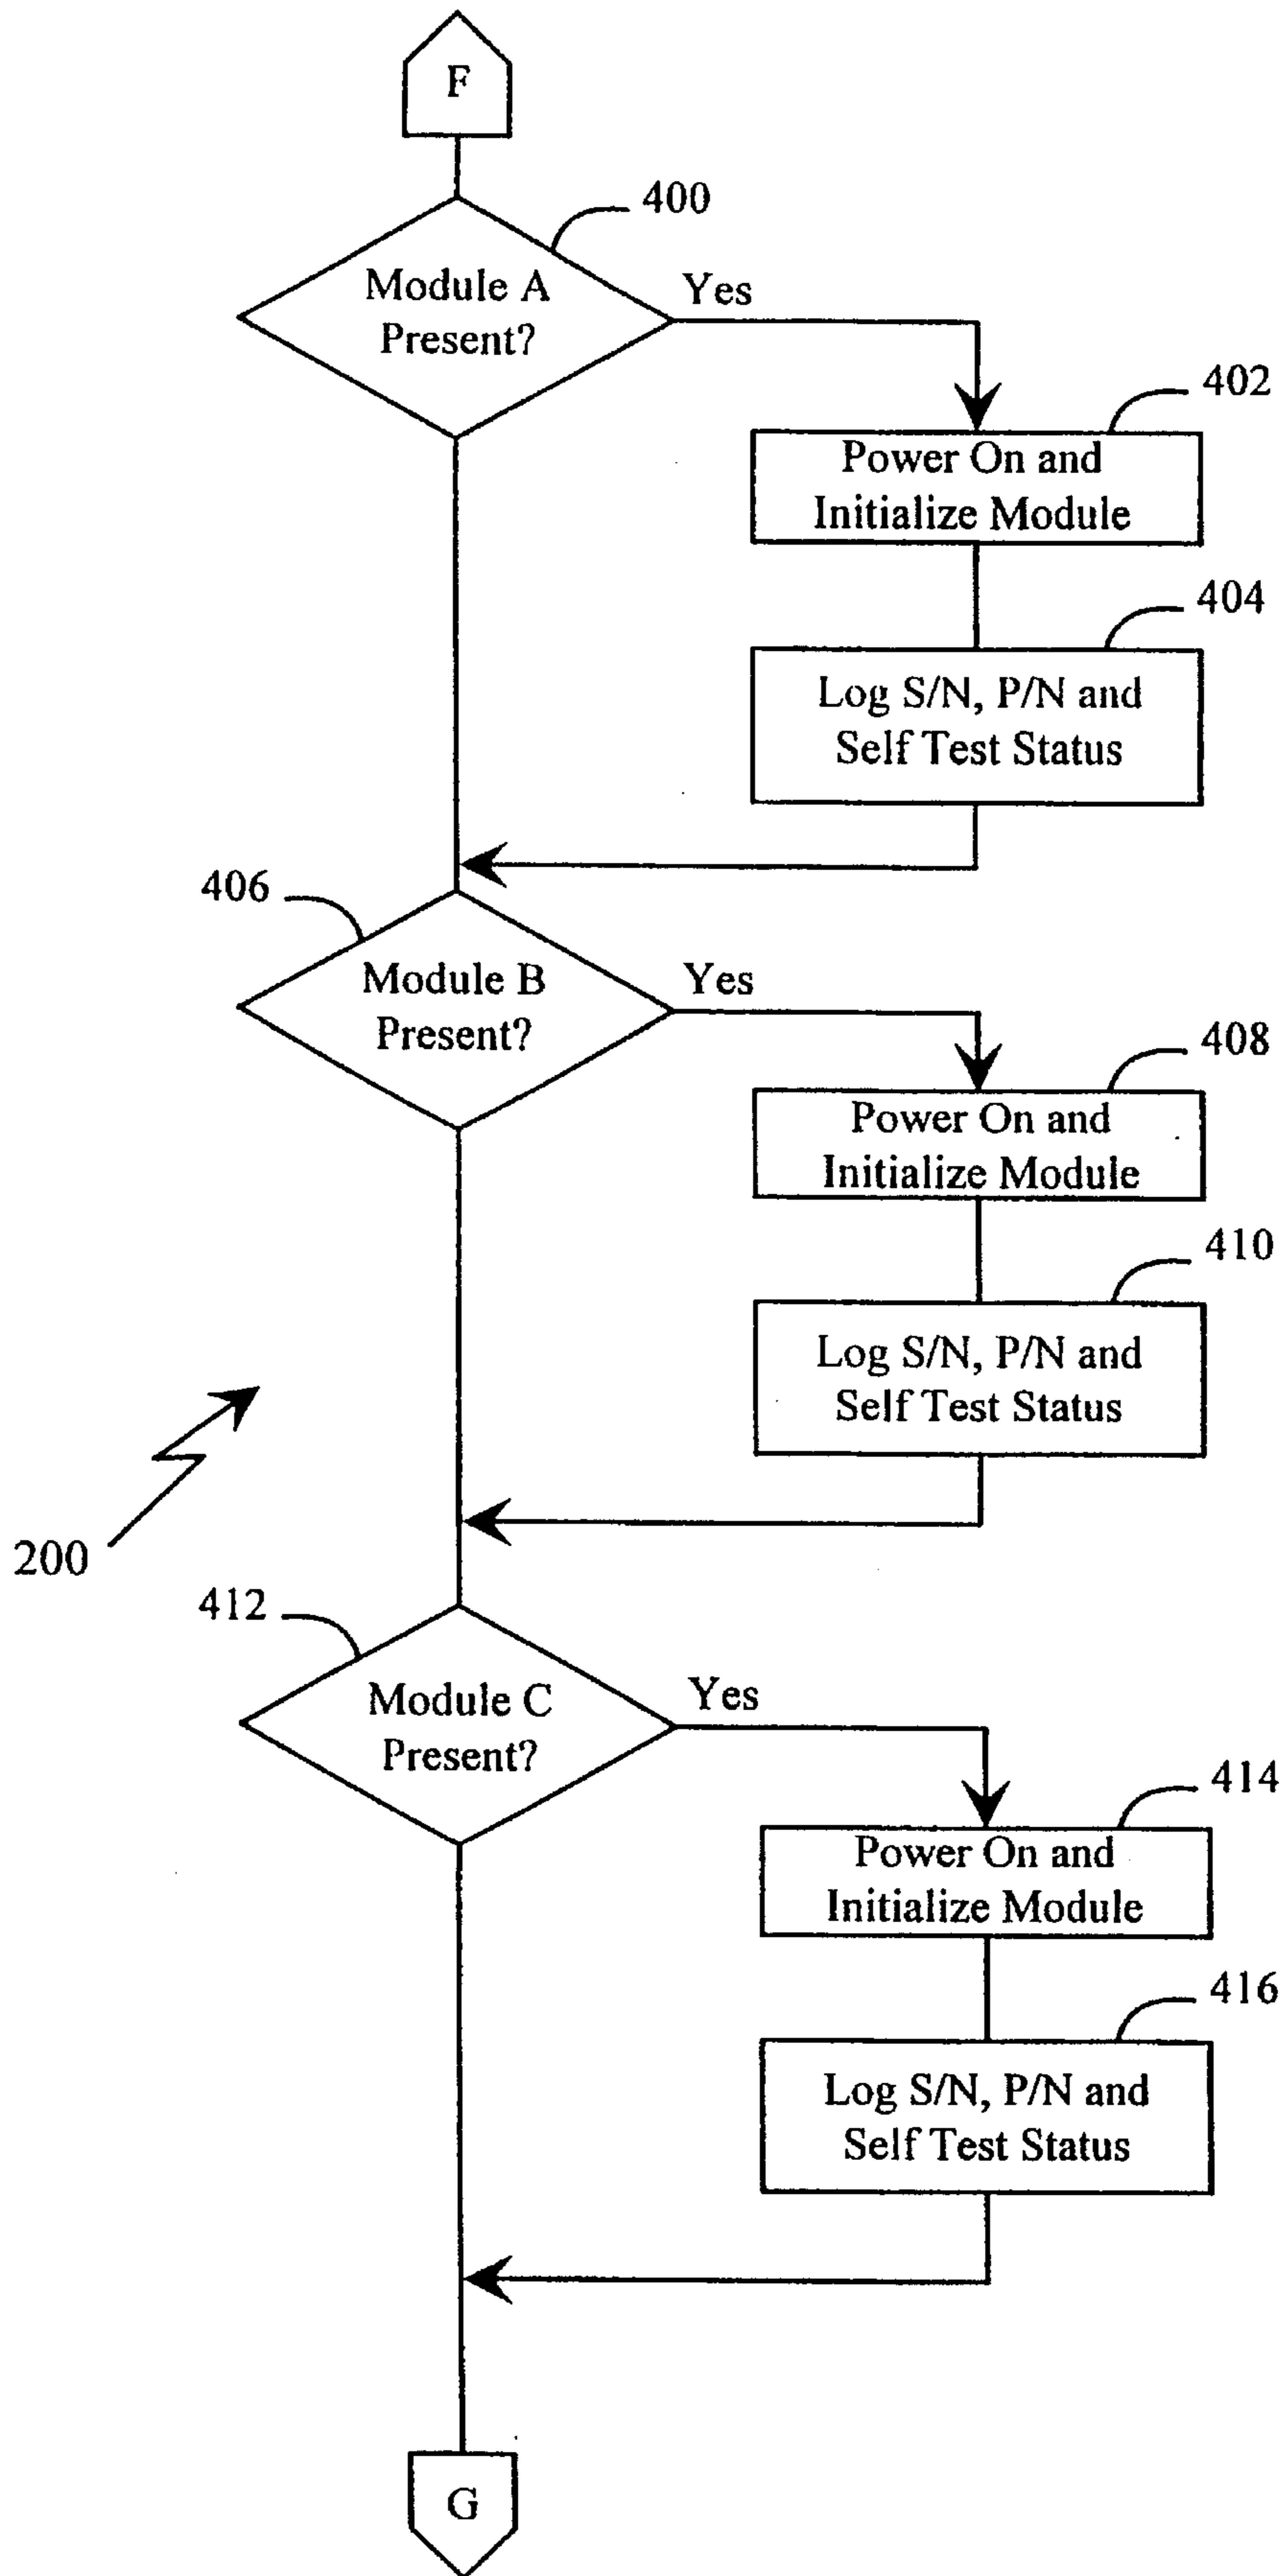 F
400
Module A
Present?
Yes
402
Power On and
Initialize Module
404
Log S/N, P/N and
Self Test Status
406
Module B
Present?
Yes
408
Power On and
Initialize Module
410
Log S/N, P/N and
Self Test Status
200
412
Module C
Present?
Yes
414
Power On and
Initialize Module
416
Log S/N, P/N and
Self Test Status
G